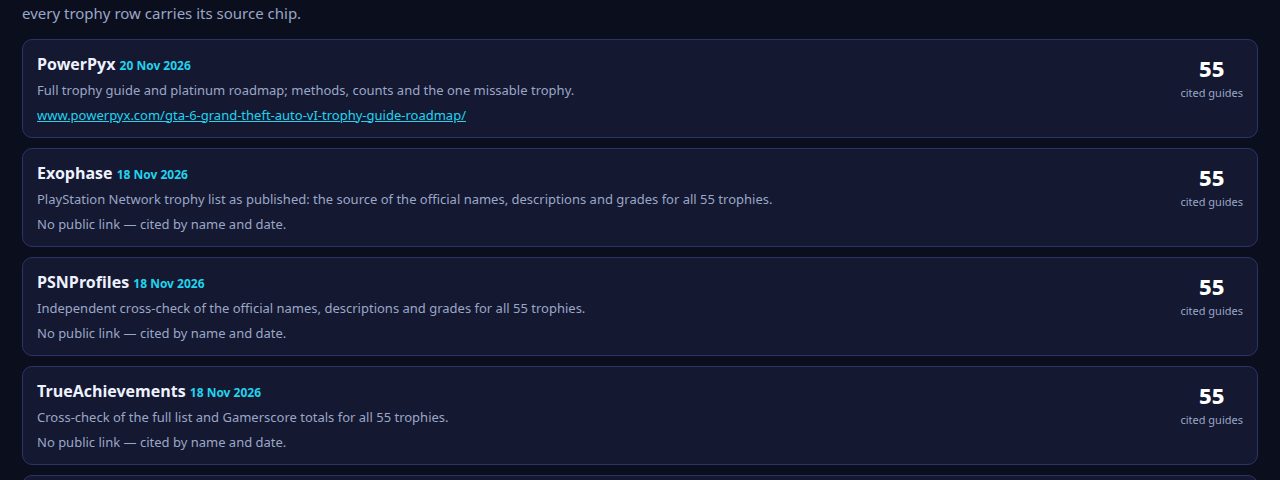 every trophy row carries its source chip.
PowerPyx 20 Nov 2026
Full trophy guide and platinum roadmap; methods, counts and the one missable trophy.
www.powerpyx.com/gta-6-grand-theft-auto-vI-trophy-guide-roadmap/
55
cited guides
Exophase 18 Nov 2026
PlayStation Network trophy list as published: the source of the official names, descriptions and grades for all 55 trophies.
No public link — cited by name and date.
55
cited guides
PSNProfiles 18 Nov 2026
Independent cross-check of the official names, descriptions and grades for all 55 trophies.
No public link — cited by name and date.
55
cited guides
TrueAchievements 18 Nov 2026
Cross-check of the full list and Gamerscore totals for all 55 trophies.
No public link — cited by name and date.
55
cited guides